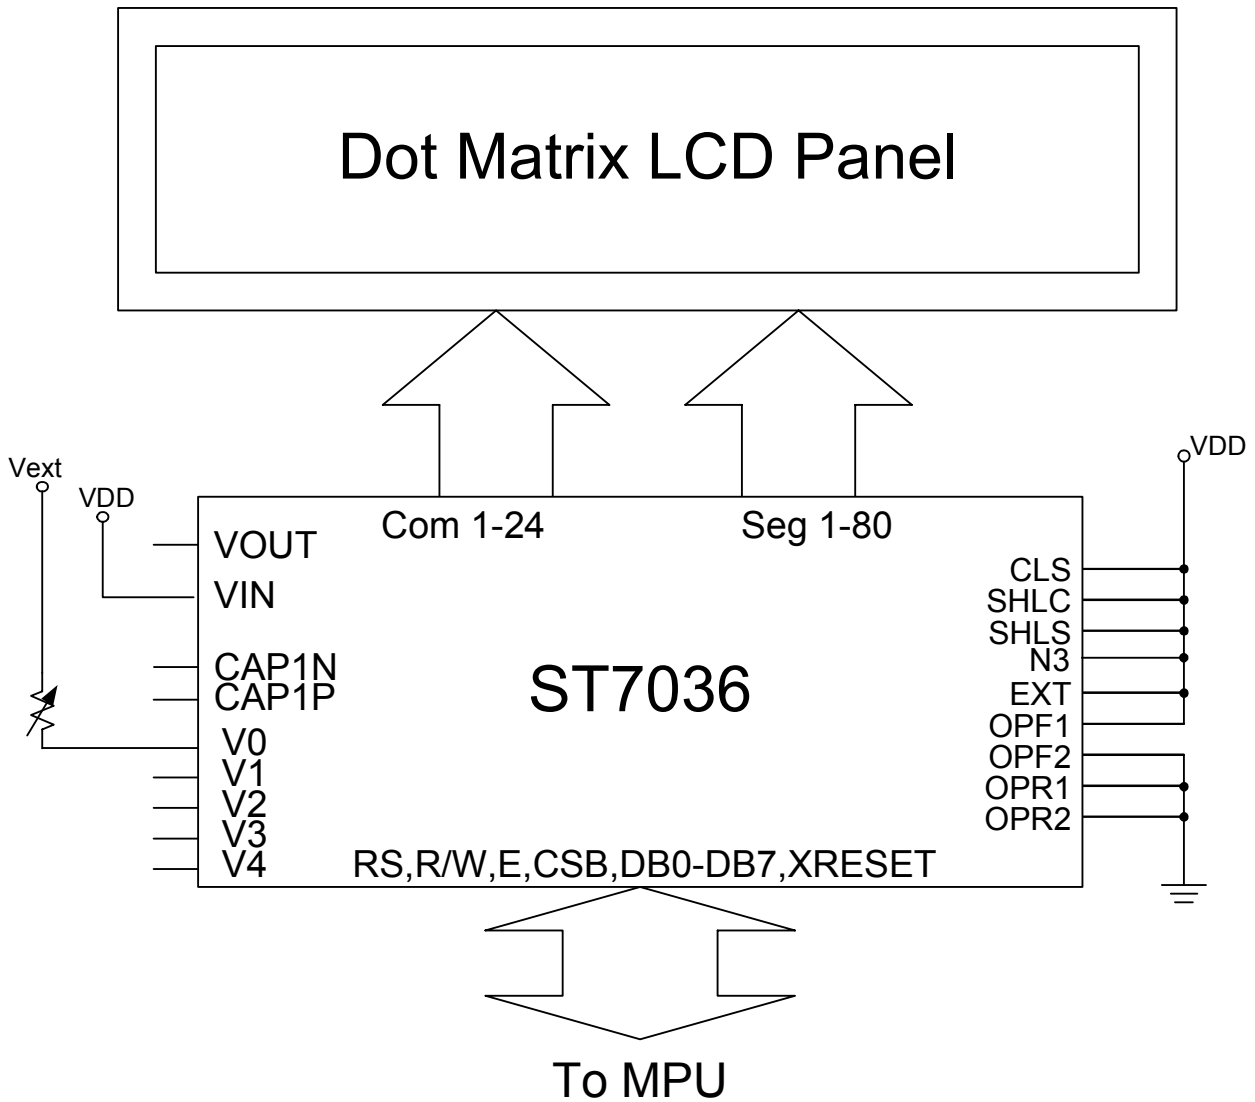 Dot Matrix LCD Panel
Vext
VDD
VDD
Com 1-24
Seg 1-80
VOUT
VIN
CAP1N
CAP1P
V0
V1
V2
V3
V4
ST7036
CLS
SHLC
SHLS
N3
EXT
OPF1
OPF2
OPR1
OPR2
RS,R/W,E,CSB,DB0-DB7,XRESET
To MPU